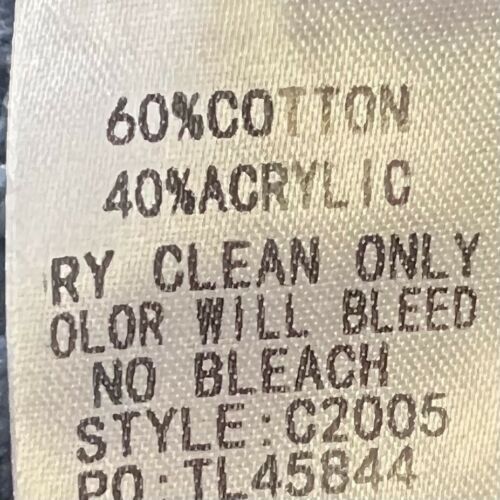 60%COTTON
40%ACRYLIC
RY CLEAN ONLY
OLOR WILL BLEED
NO BLEACH
STYLE:C2005
PO:TL45844